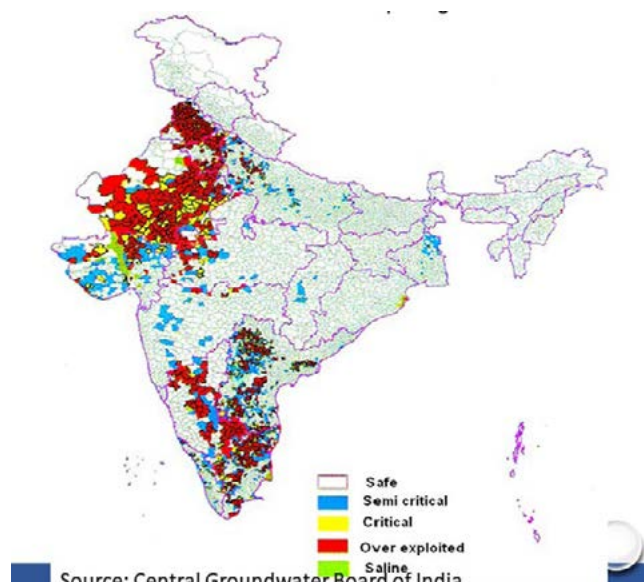 Safe
Semi critical
Critical
Over exploited
Saline
Source: Central Groundwater Board of India